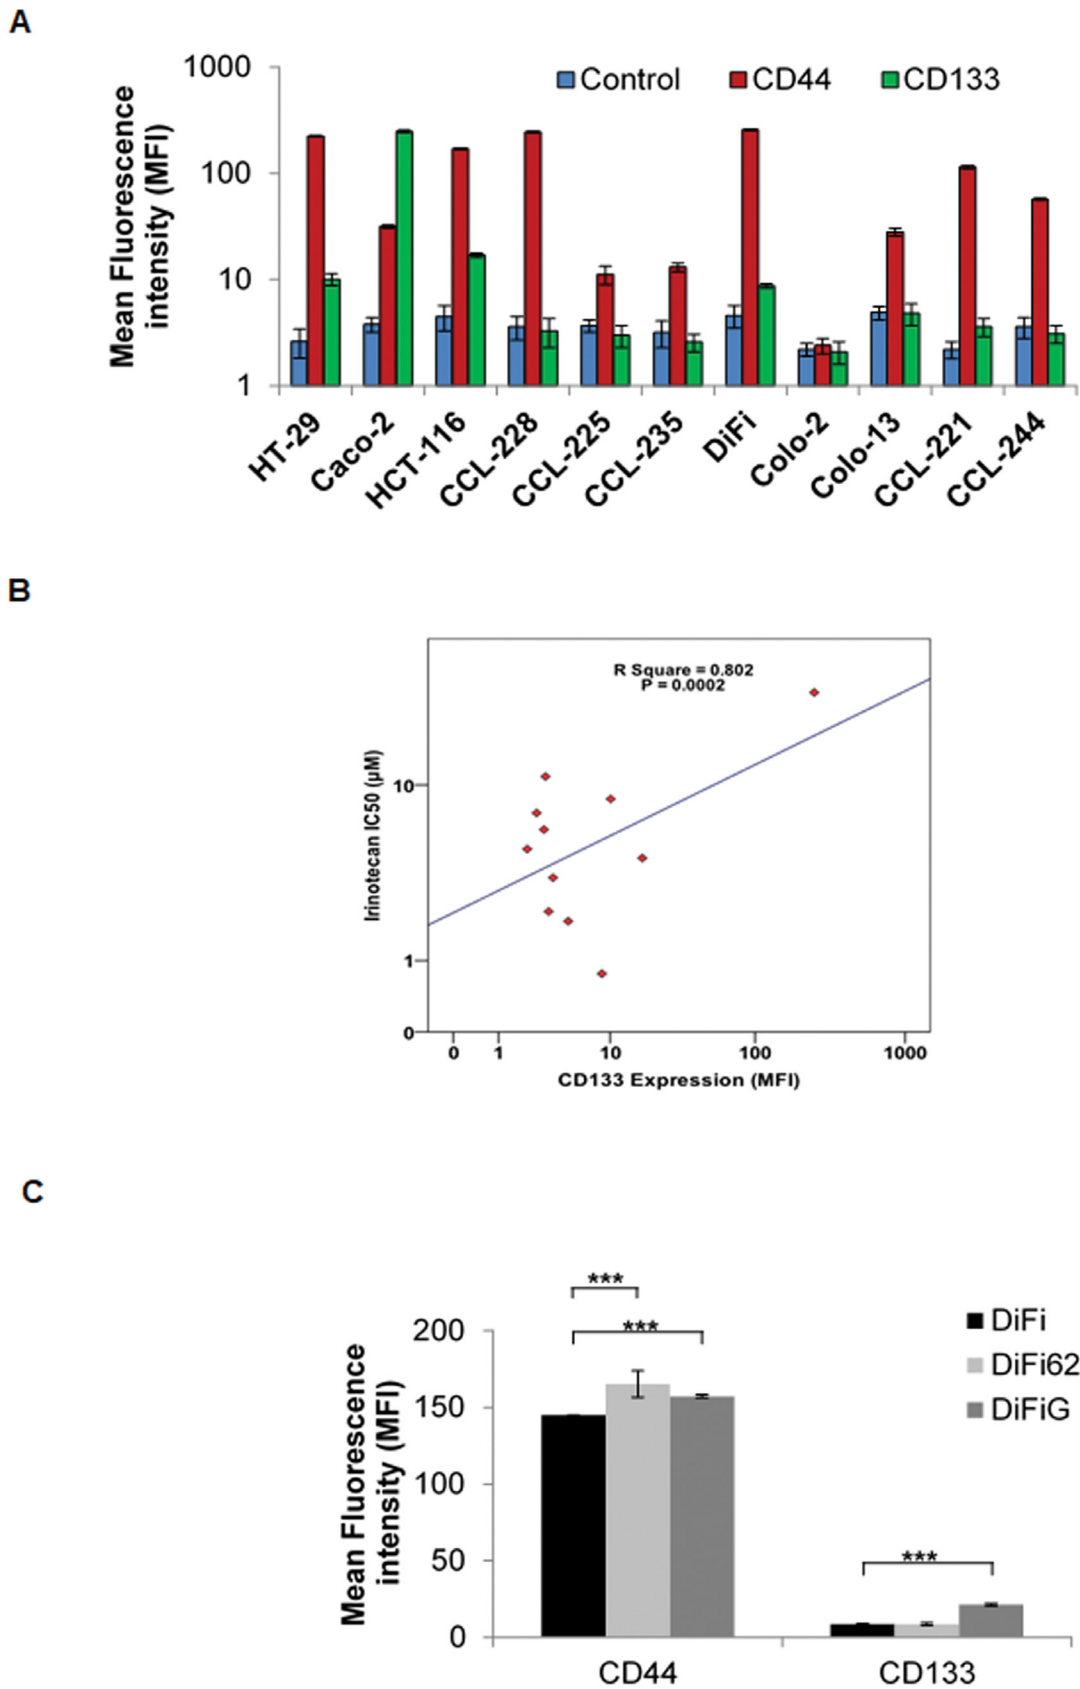 A
1000
100
10
1
Mean Fluorescence
intensity (MFI)
Control CD44 CD133
HT-29 Caco-2 HCT-116 CCL-228 CCL-225 CCL-235 DiFi Colo-2 Colo-13 CCL-221 CCL-244
B
R Square = 0.802
P = 0.0002
Irinotecan IC50 (µM)
10
1
0
0 1 10 100 1000
CD133 Expression (MFI)
C
***
***
***
DiFi
DiFi62
DiFiG
Mean Fluorescence
intensity (MFI)
200
150
100
50
0
CD44 CD133